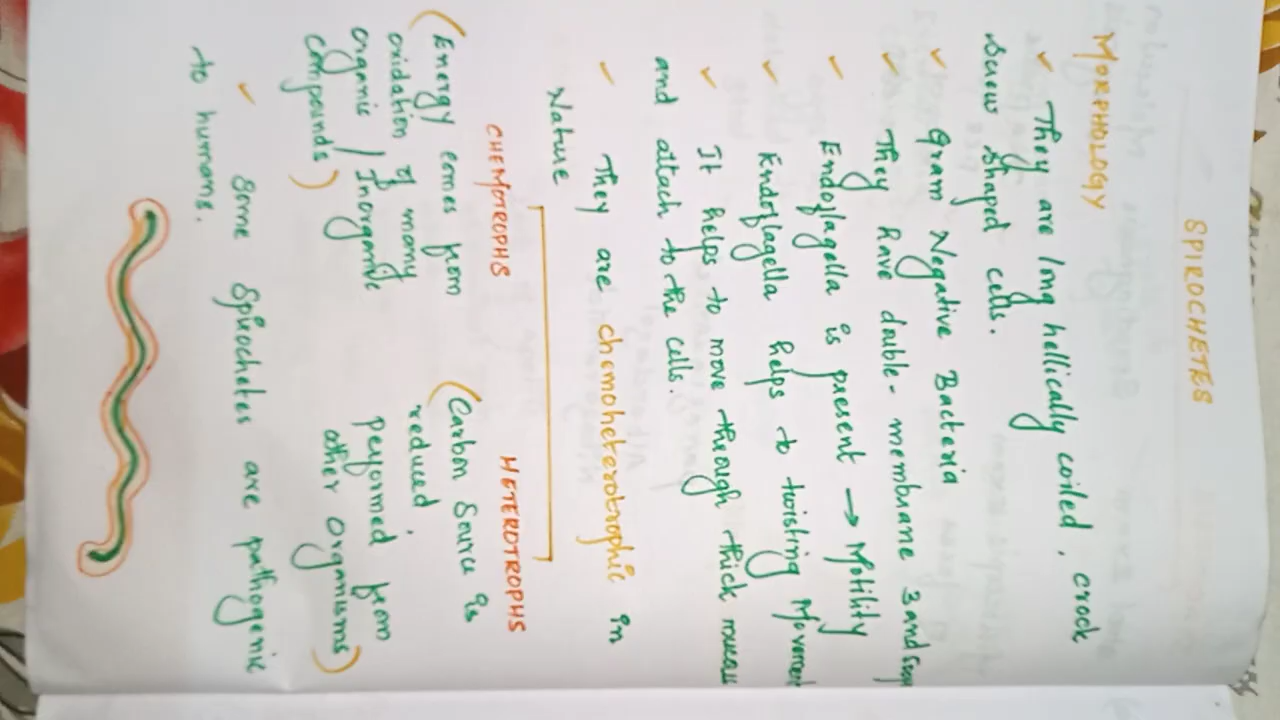 SPIROCHETES
MORPHOLOGY
✓ They are long hellically coiled, crock
screw shaped cells.
✓ Gram Negative Bacteria
✓ They have double-membrane
✓ Endoflagella is present → Motility
✓ Endoflagella helps to twisting Movement
✓ It helps to move through thick mucus
and attach to the cells.
✓ They are chemoheterotrophic in
Nature
CHEMOTROPHS HETEROTROPHS
(Energy comes from
oxidation of many
organic / Inorganic
compounds)
(Carbon Source is
reduced
Performed from
other organisms)
✓ Some Spirochetes are pathogenic
to humans.